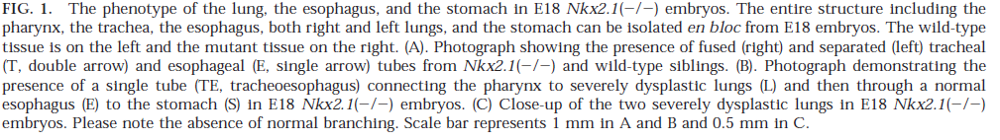 FIG. 1. The phenotype of the lung, the esophagus, and the stomach in E18 Nkx2.1(−/−) embryos. The entire structure including the
pharynx, the trachea, the esophagus, both right and left lungs, and the stomach can be isolated en bloc from E18 embryos. The wild-type
tissue is on the left and the mutant tissue on the right. (A). Photograph showing the presence of fused (right) and separated (left) tracheal
(T, double arrow) and esophageal (E, single arrow) tubes from Nkx2.1(−/−) and wild-type siblings. (B). Photograph demonstrating the
presence of a single tube (TE, tracheoesophagus) connecting the pharynx to severely dysplastic lungs (L) and then through a normal
esophagus (E) to the stomach (S) in E18 Nkx2.1(−/−) embryos. (C) Close-up of the two severely dysplastic lungs in E18 Nkx2.1(−/−)
embryos. Please note the absence of normal branching. Scale bar represents 1 mm in A and B and 0.5 mm in C.